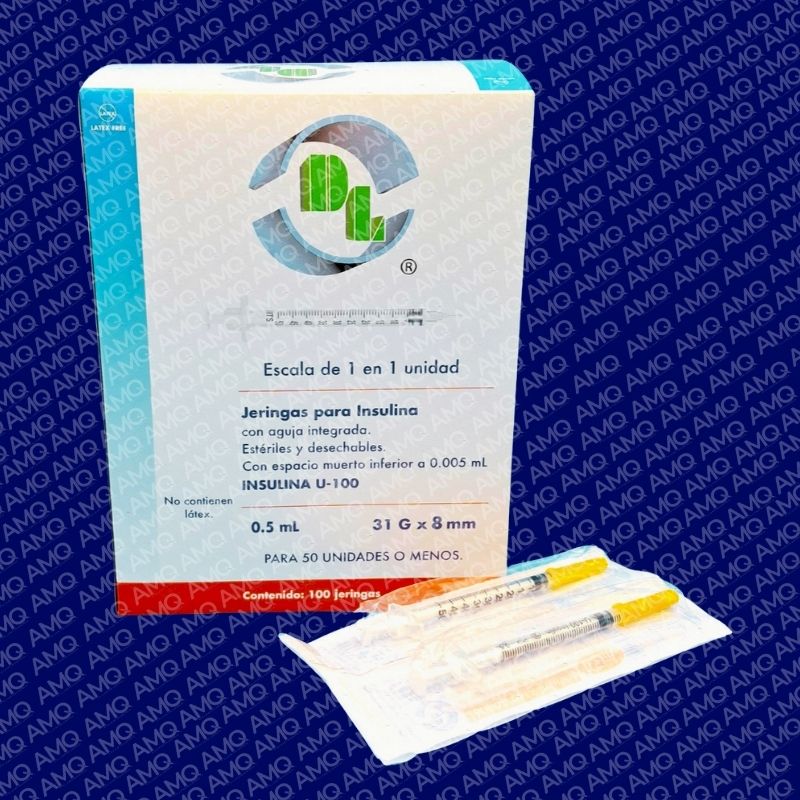 LATEX
LATEX FREE
DL
DL
®
Escala de 1 en 1 unidad
Jeringas para Insulina
con aguja integrada.
Estériles y desechables.
Con espacio muerto inferior a 0.005 mL
INSULINA U-100
No contienen
látex.
0.5 mL 31 G x 8 mm
PARA 50 UNIDADES O MENOS.
Contenido: 100 Jeringas
AMQ